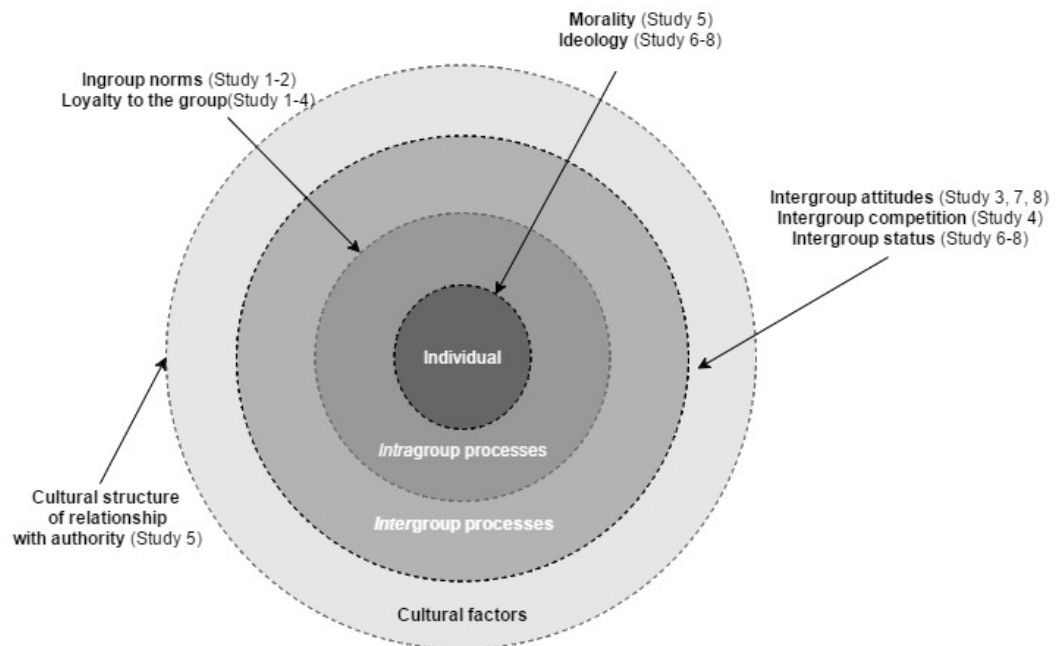 Morality (Study 5)
Ideology (Study 6-8)
Ingroup norms (Study 1-2)
Loyalty to the group(Study 1-4)
Intergroup attitudes (Study 3, 7, 8)
Intergroup competition (Study 4)
Intergroup status (Study 6-8)
Individual
Intragroup processes
Cultural structure
of relationship
with authority (Study 5)
Intergroup processes
Cultural factors